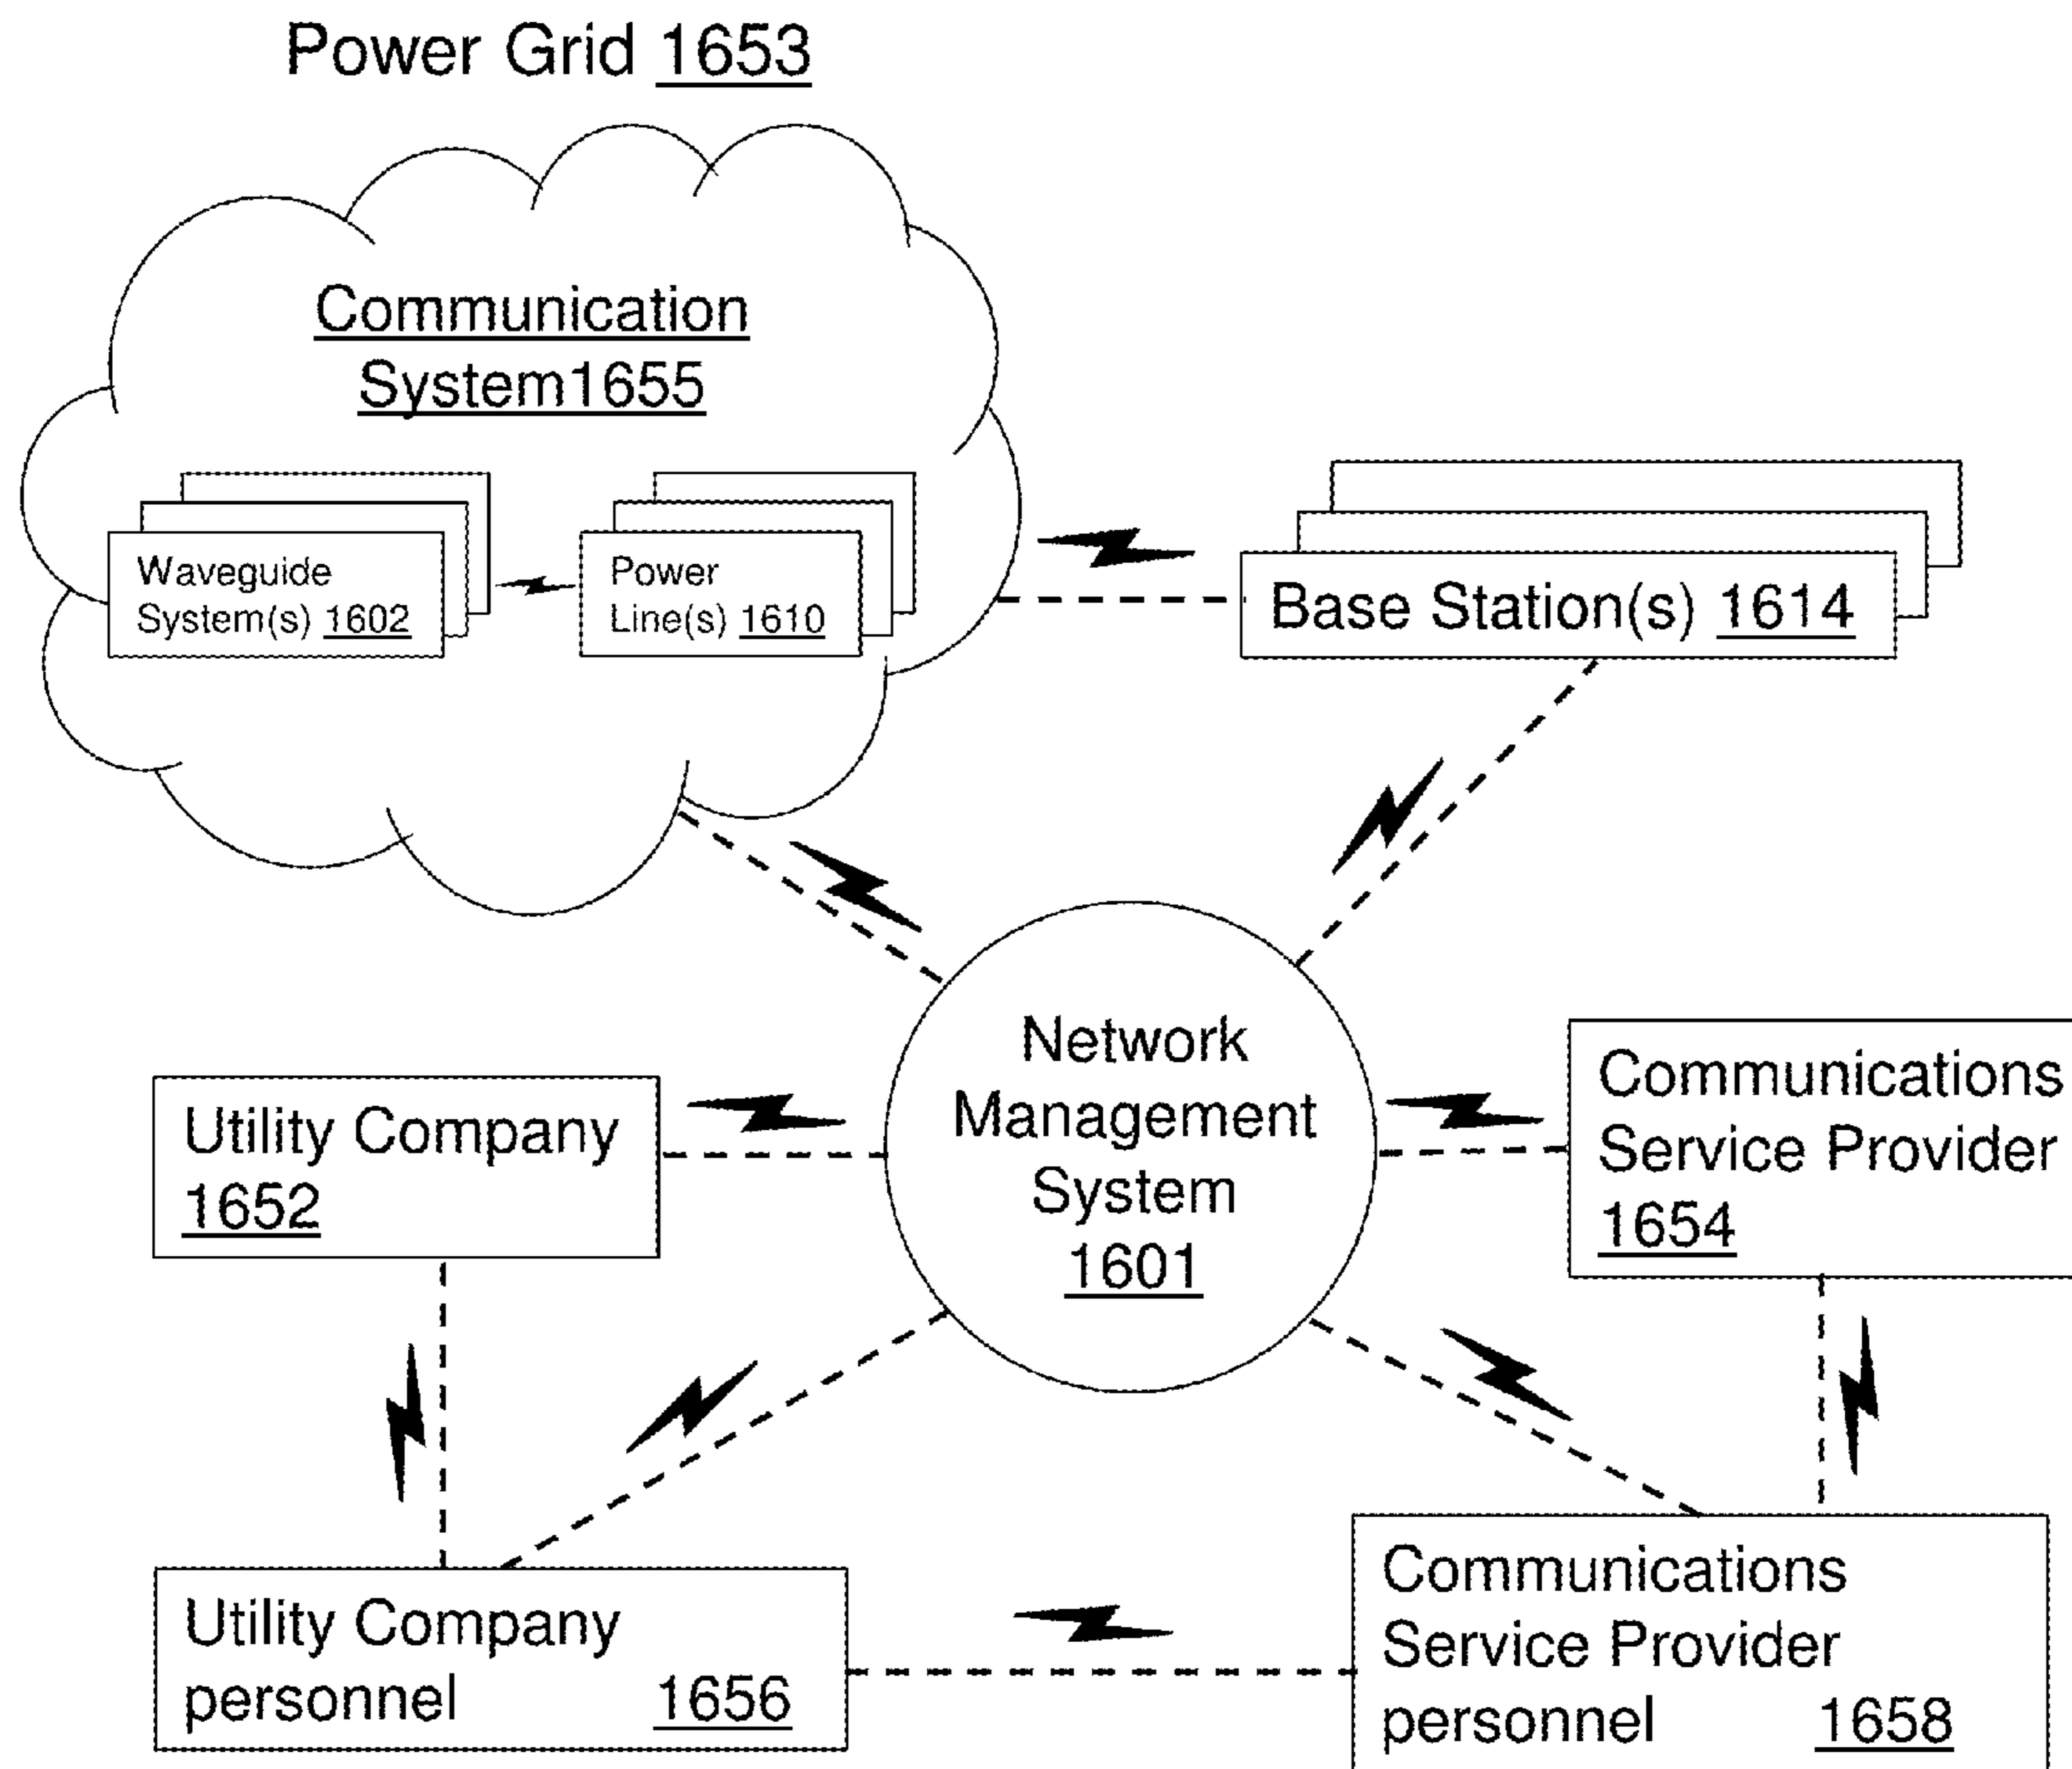 Power Grid 1653
Communication
System1655
Waveguide
System(s) 1602
Power
Line(s) 1610
Base Station(s) 1614
Network
Management
System
1601
Utility Company
1652
Communications
Service Provider
1654
Utility Company
personnel 1656
Communications
Service Provider
personnel 1658